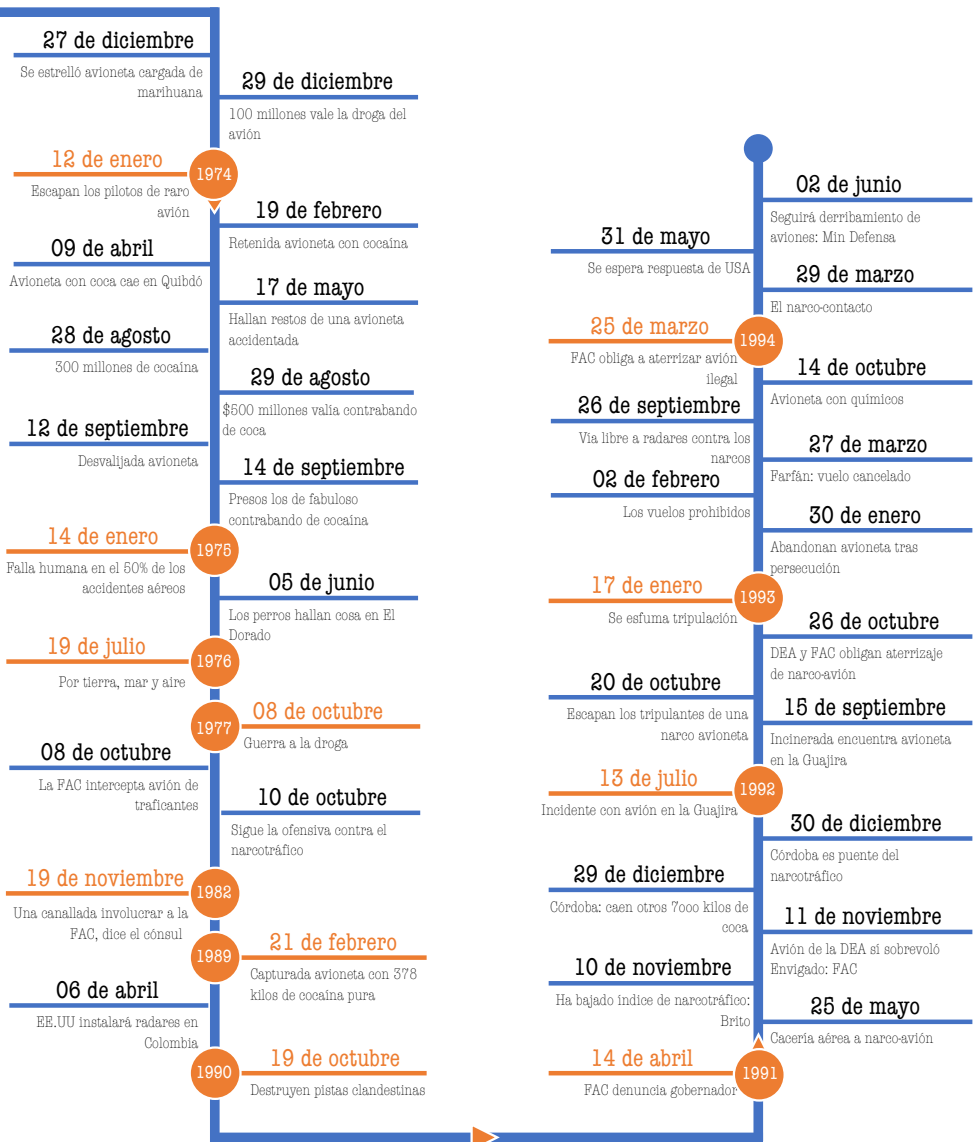 27 de diciembre
Se estrelló avioneta cargada de
marihuana
29 de diciembre
100 millones vale la droga del
avión
12 de enero
1974
Escapan los pilotos de raro
avión
19 de febrero
Retenida avioneta con cocaína
09 de abril
Avioneta con coca cae en Quibdó
17 de mayo
Hallan restos de una avioneta
accidentada
28 de agosto
300 millones de cocaína
29 de agosto
$500 millones valía contrabando
de coca
12 de septiembre
Desvalijada avioneta
14 de septiembre
Presos los de fabuloso
contrabando de cocaína
14 de enero
1975
Falla humana en el 50% de los
accidentes aéreos
05 de junio
Los perros hallan cosa en El
Dorado
19 de julio
1976
Por tierra, mar y aire
1977
08 de octubre
Guerra a la droga
08 de octubre
La FAC intercepta avión de
traficantes
10 de octubre
Sigue la ofensiva contra el
narcotráfico
19 de noviembre
1982
Una canallada involucrar a la
FAC, dice el cónsul
1989
21 de febrero
Capturada avioneta con 378
kilos de cocaína pura
06 de abril
EE.UU instalará radares en
Colombia
1990
19 de octubre
Destruyen pistas clandestinas
02 de junio
Seguirá derribamiento de
aviones: Min Defensa
31 de mayo
Se espera respuesta de USA
29 de marzo
El narco-contacto
25 de marzo
1994
FAC obliga a aterrizar avión
ilegal
14 de octubre
Avioneta con químicos
26 de septiembre
Vía libre a radares contra los
narcos
27 de marzo
Farfán: vuelo cancelado
02 de febrero
Los vuelos prohibidos
30 de enero
Abandonan avioneta tras
persecución
17 de enero
1993
Se esfuma tripulación
26 de octubre
DEA y FAC obligan aterrizaje
de narco-avión
20 de octubre
Escapan los tripulantes de una
narco avioneta
15 de septiembre
Incinerada encuentra avioneta
en la Guajira
13 de julio
1992
Incidente con avión en la Guajira
30 de diciembre
Córdoba es puente del
narcotráfico
29 de diciembre
Córdoba: caen otros 7ooo kilos de
coca
11 de noviembre
Avión de la DEA sí sobrevoló
Envigado: FAC
10 de noviembre
Ha bajado índice de narcotráfico:
Brito
25 de mayo
Cacería aérea a narco-avión
14 de abril
1991
FAC denuncia gobernador